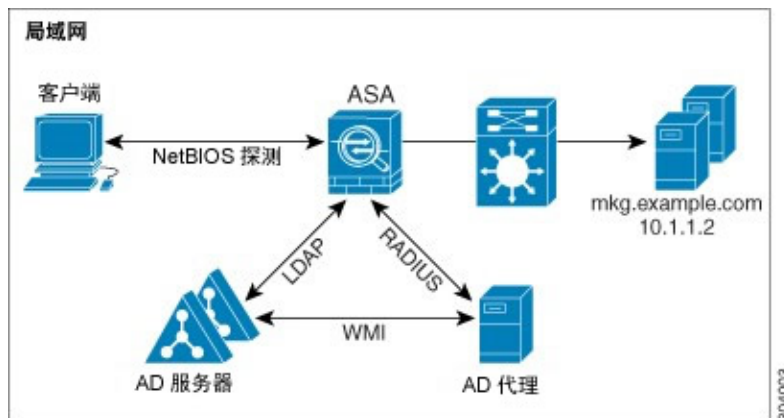 局域网
客户端
ASA
NetBIOS 探测
mkg.example.com
10.1.1.2
LDAP
RADIUS
WMI
AD 服务器
AD 代理